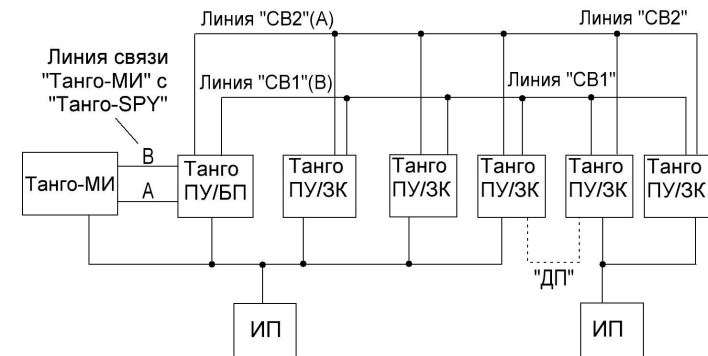 Линия "СВ2"(А)
Линия "СВ2"
Линия связи
"Танго-МИ" с
"Танго-SPY"
Линия "СВ1"(В)
Линия "СВ1"
В
А
Танго-МИ
Танго
ПУ/БП
Танго
ПУ/ЗК
Танго
ПУ/ЗК
Танго
ПУ/ЗК
Танго
ПУ/ЗК
Танго
ПУ/ЗК
"ДП"
ИП
ИП